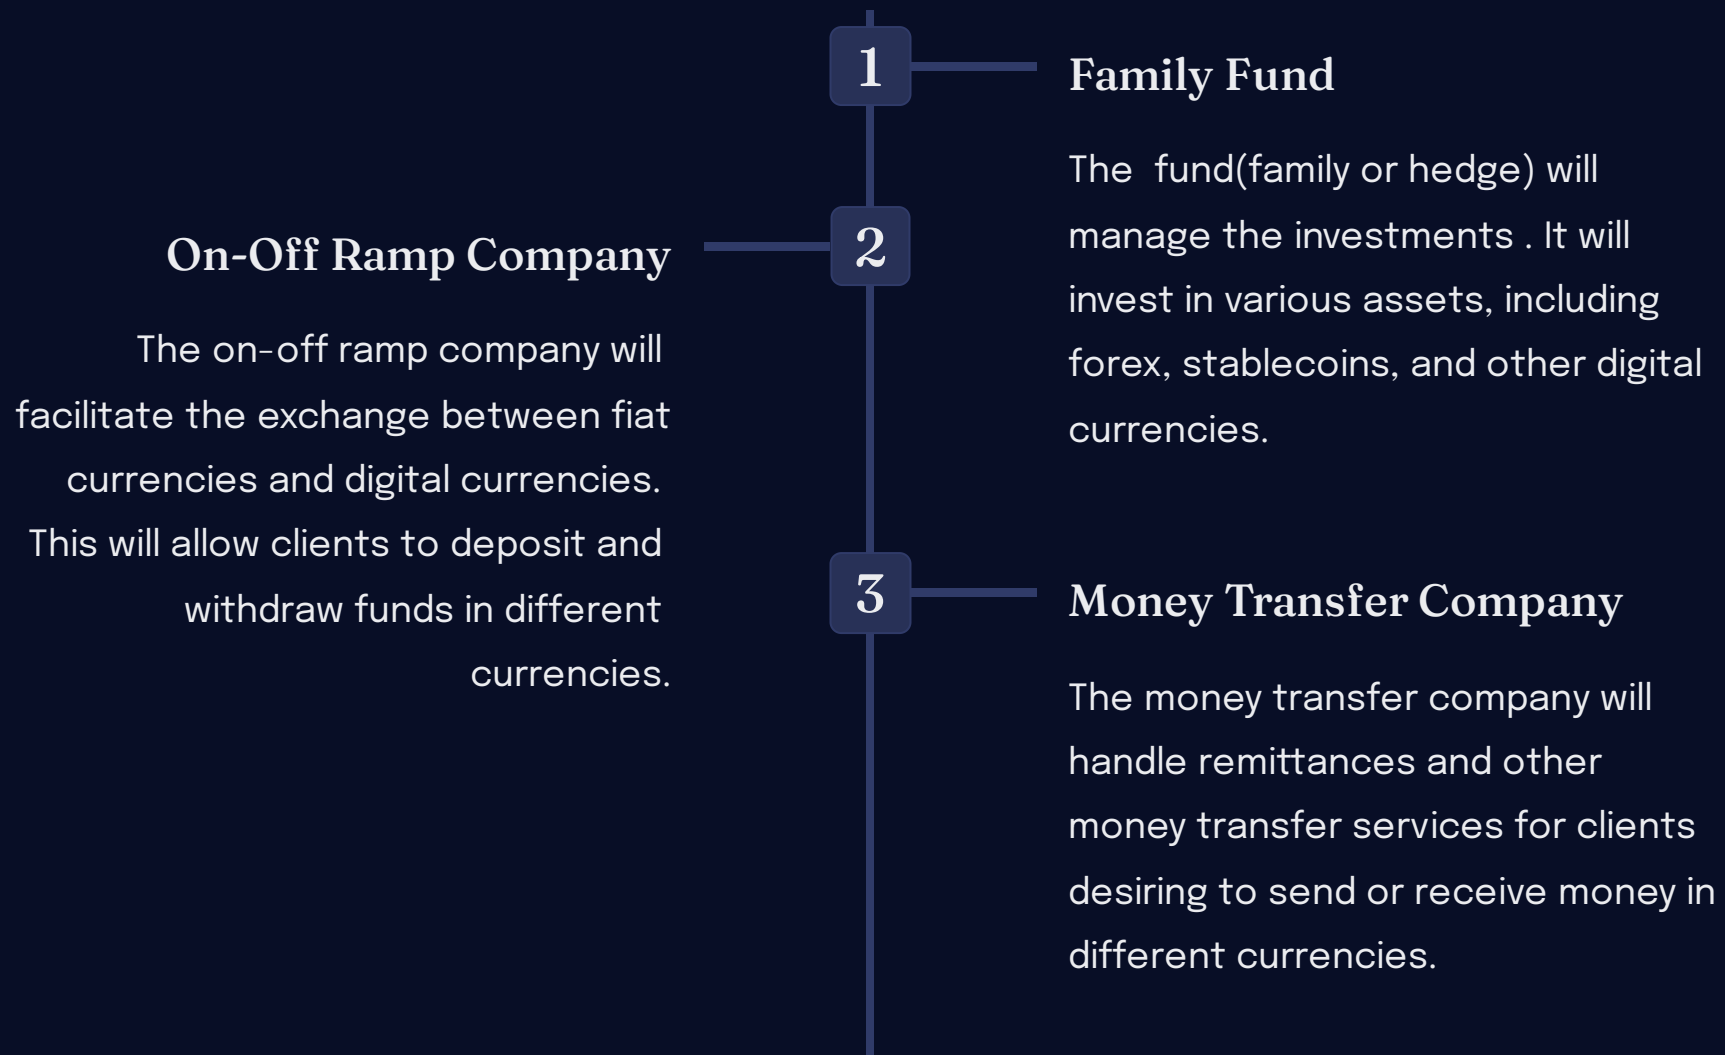 1
Family Fund
The  fund(family or hedge) will
manage the investments . It will
invest in various assets, including
forex, stablecoins, and other digital
currencies.
2
On-Off Ramp Company
The on-off ramp company will
facilitate the exchange between fiat
currencies and digital currencies.
This will allow clients to deposit and
withdraw funds in different
currencies.
3
Money Transfer Company
The money transfer company will
handle remittances and other
money transfer services for clients
desiring to send or receive money in
different currencies.